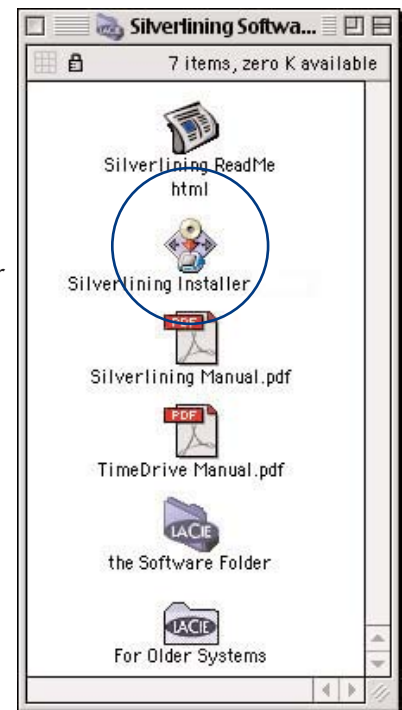 Silverlining Softwa...
7 items, zero K available
Silverlining ReadMe
html
Silverlining Installer
r
PDF
Silverlining Manual.pdf
PDF
TimeDrive Manual.pdf
LACIE
the Software Folder
LACIE
For Older Systems